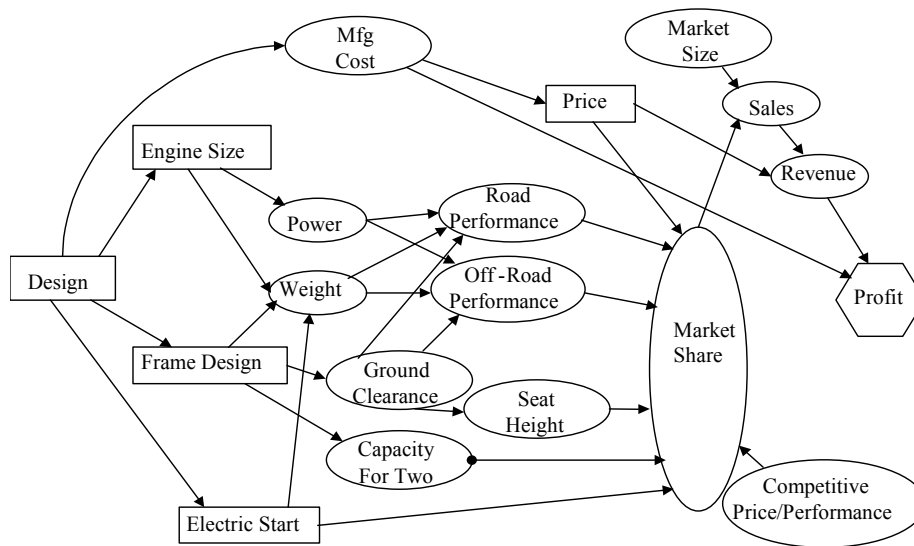 Mfg
Cost
Market
Size
Price
Sales
Engine Size
Revenue
Power
Road
Performance
Design
Weight
Off-Road
Performance
Profit
Market
Share
Frame Design
Ground
Clearance
Seat
Height
Capacity
For Two
Competitive
Price/Performance
Electric Start